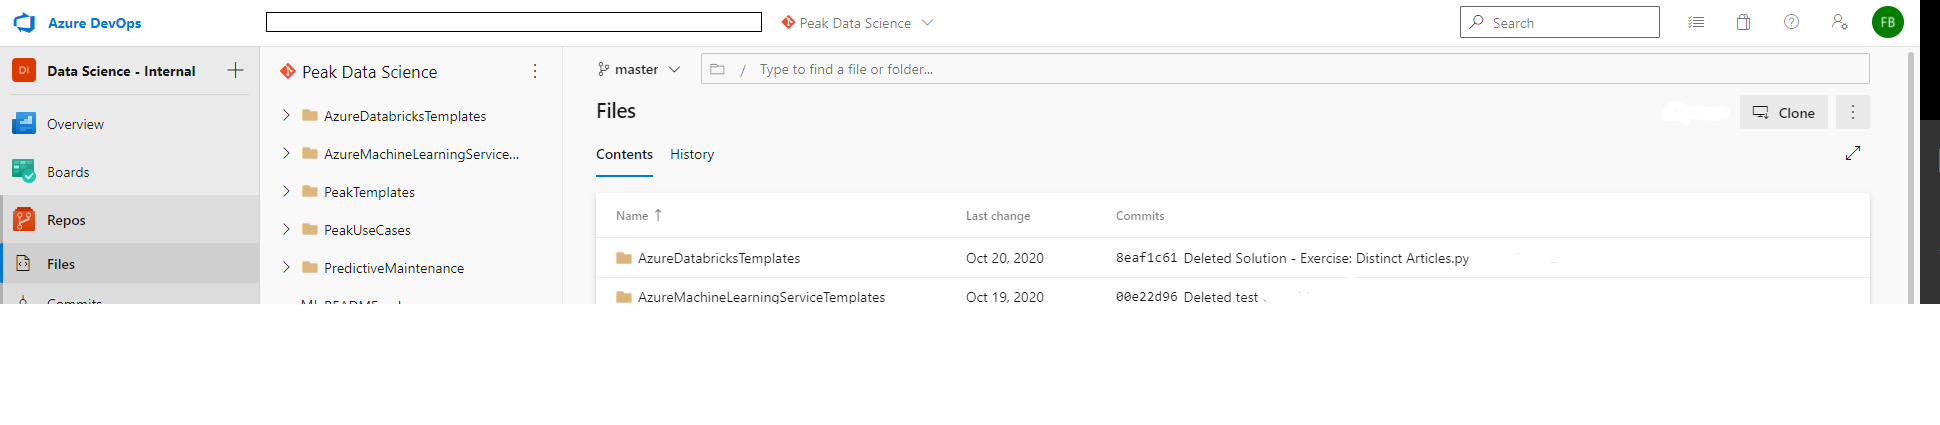 Azure DevOps
Peak Data Science
Search
FB
DI
Data Science - Internal
Overview
Boards
Repos
Files
Commits
Peak Data Science
AzureDatabricksTemplates
AzureMachineLearningService...
PeakTemplates
PeakUseCases
PredictiveMaintenance
master
/ Type to find a file or folder...
Files
Clone
Contents History
Name Last change Commits
AzureDatabricksTemplates Oct 20, 2020 8eaf1c61 Deleted Solution - Exercise: Distinct Articles.py
AzureMachineLearningServiceTemplates Oct 19, 2020 00e22d96 Deleted test